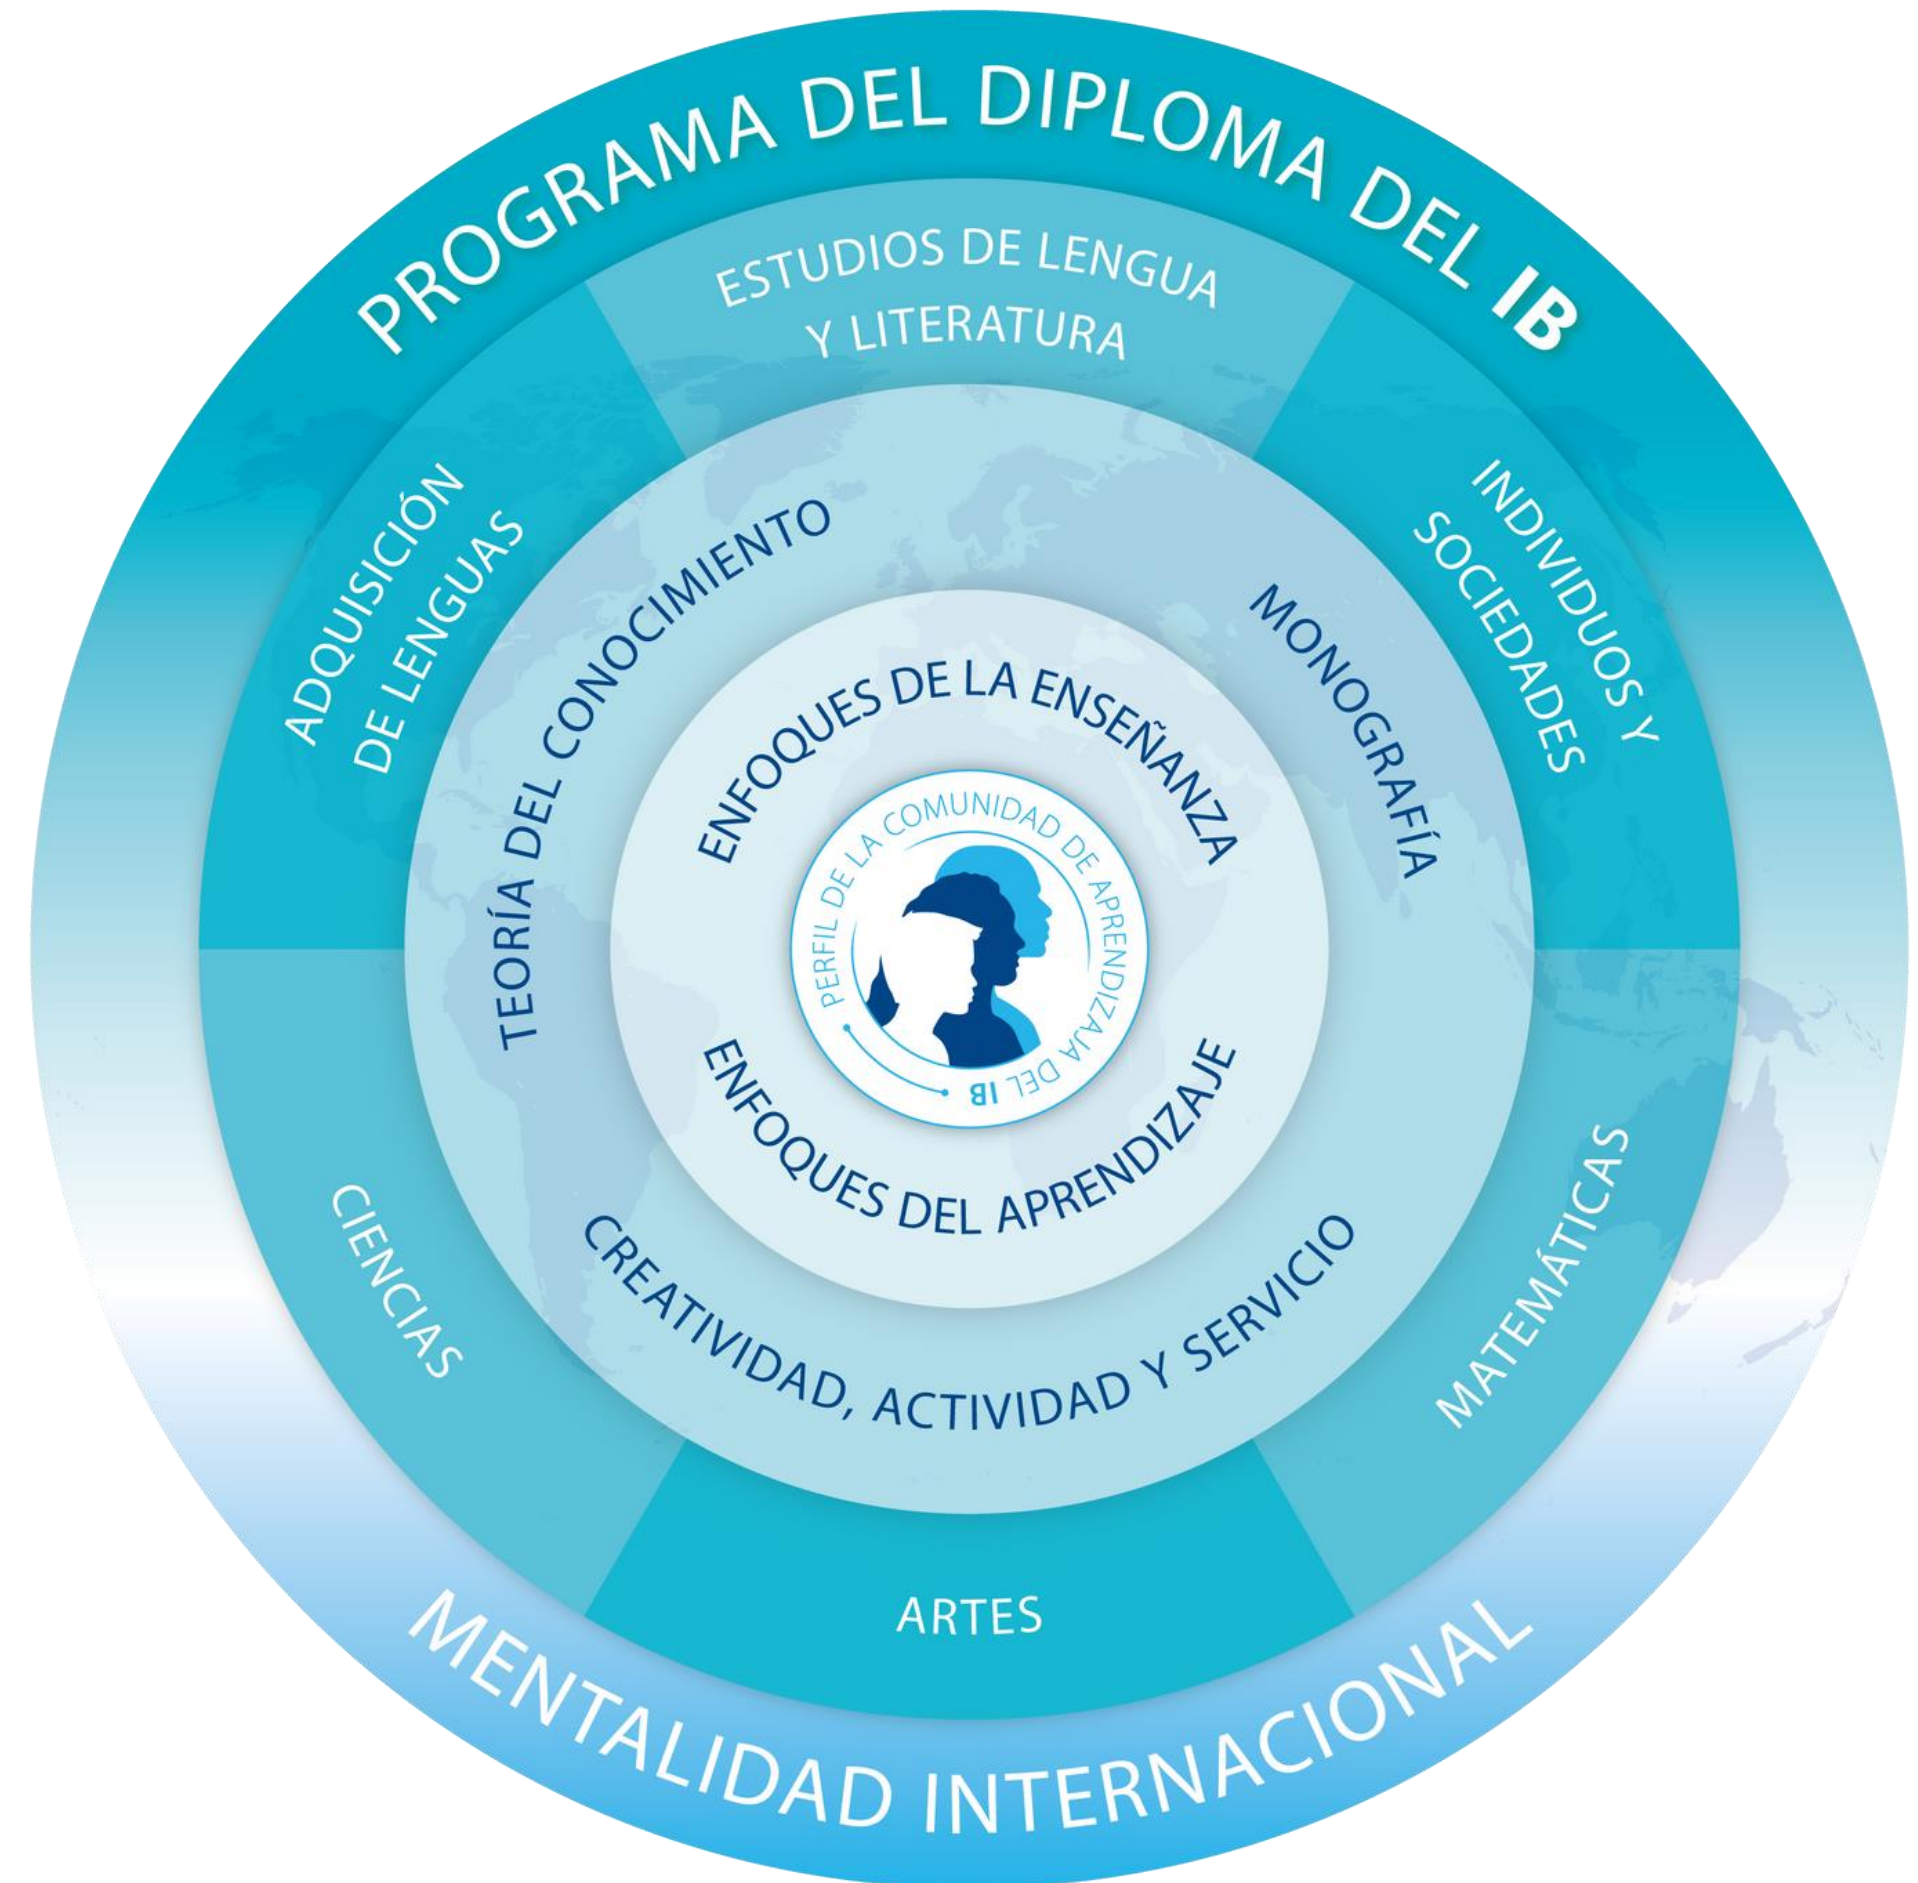 PROGRAMA DEL DIPLOMA DEL IB
ESTUDIOS DE LENGUA
Y LITERATURA
ADQUISICIÓN
DE LENGUAS
INDIVIDUOS Y
SOCIEDADES
TEORÍA DEL CONOCIMIENTO
MONOGRAFÍA
ENFOQUES DE LA ENSEÑANZA
PERFIL DE LA COMUNIDAD DE APRENDIZAJA DEL IB
ENFOQUES DEL APRENDIZAJE
CREATIVIDAD, ACTIVIDAD Y SERVICIO
CIENCIAS
MATEMÁTICAS
ARTES
MENTALIDAD INTERNACIONAL